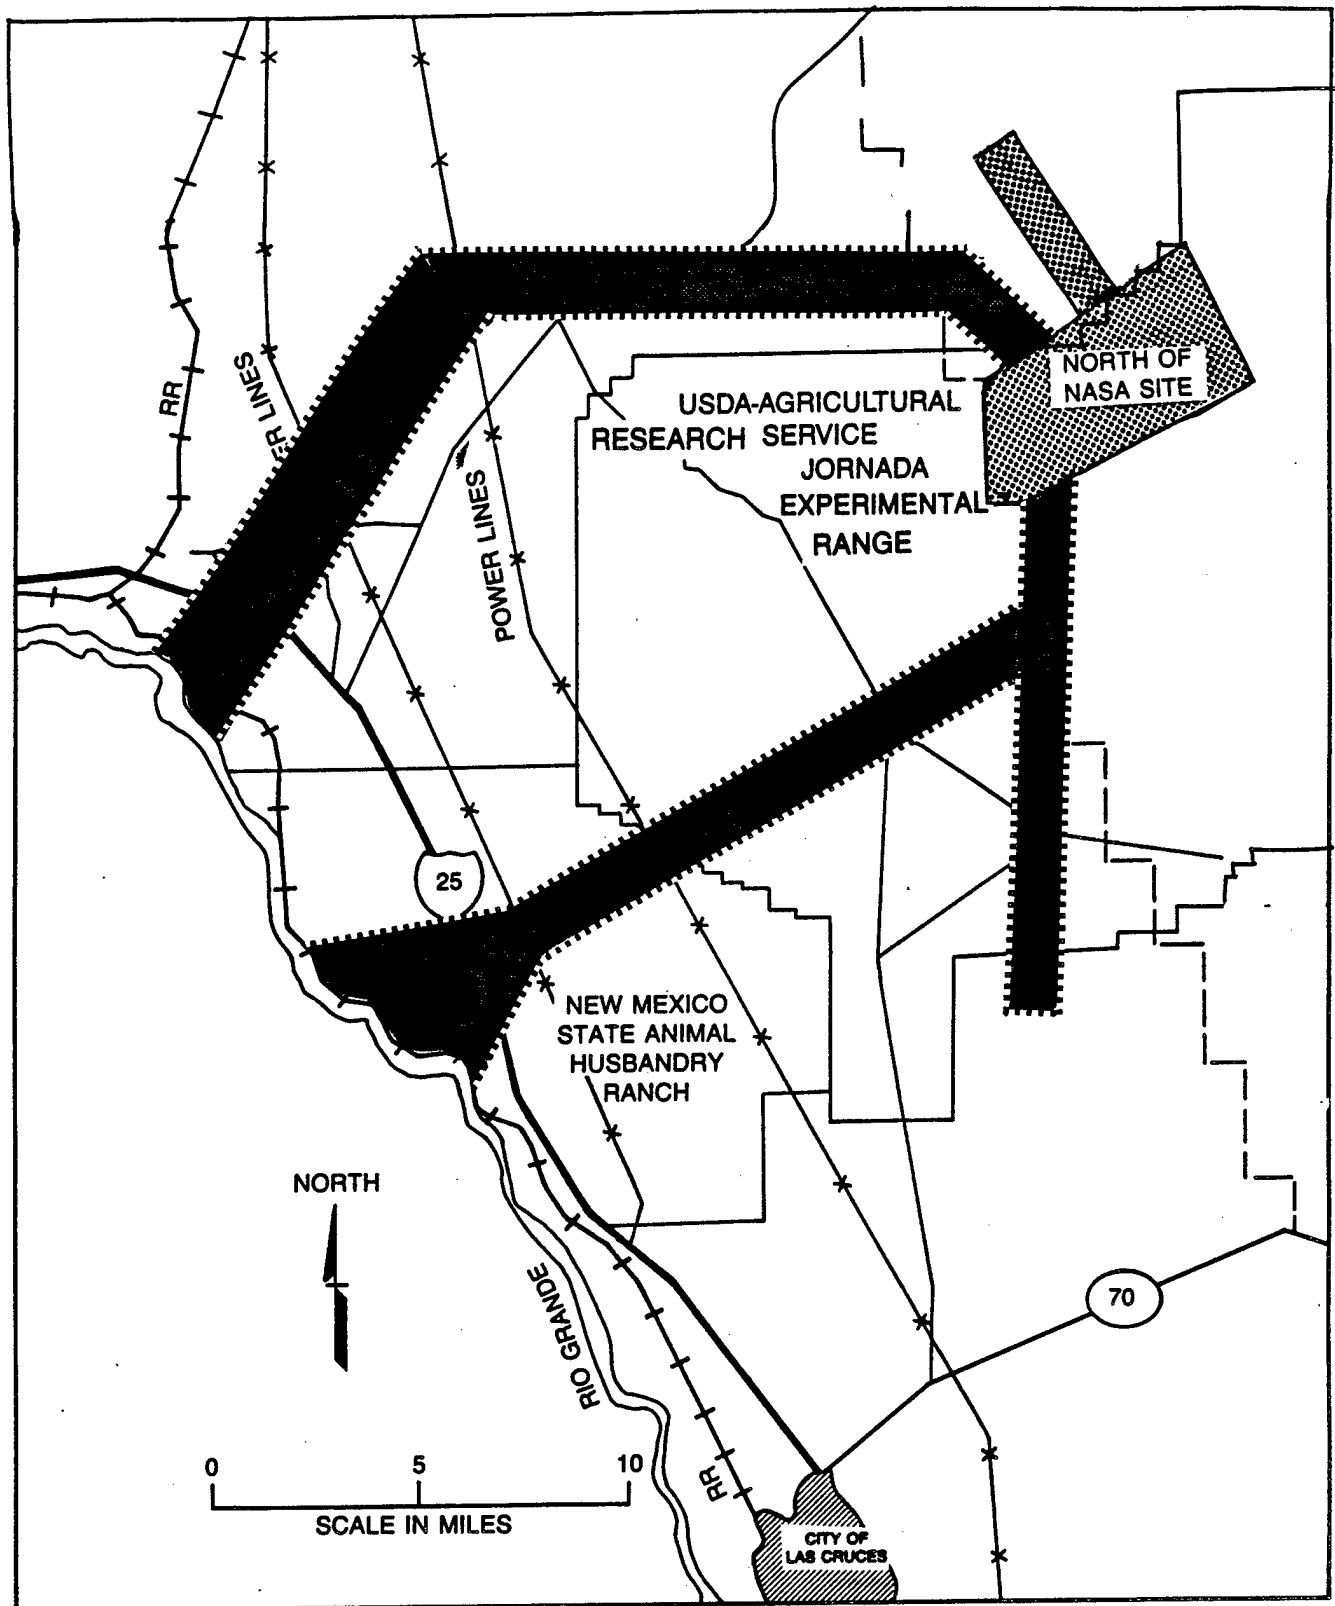 NORTH OF
NASA SITE
USDA-AGRICULTURAL
RESEARCH SERVICE
JORNADA
EXPERIMENTAL
RANGE
RR
ER LINES
POWER LINES
25
NEW MEXICO
STATE ANIMAL
HUSBANDRY
RANCH
NORTH
RIO GRANDE
70
0 5 10
SCALE IN MILES
RR
CITY OF
LAS CRUCES